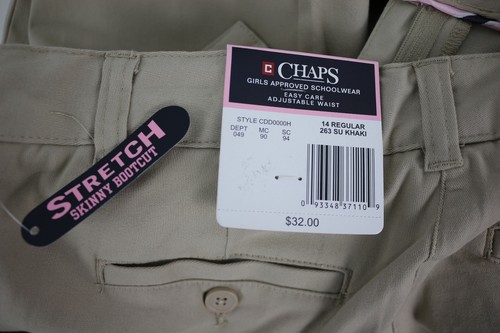 CHAPS
GIRLS APPROVED SCHOOLWEAR
EASY CARE
ADJUSTABLE WAIST
STYLE CDD0000H
14 REGULAR
DEPT MC SC
263 SU KHAKI
049 90 94
0 93348 37110 9
$32.00
STRETCH
SKINNY BOOTCUT